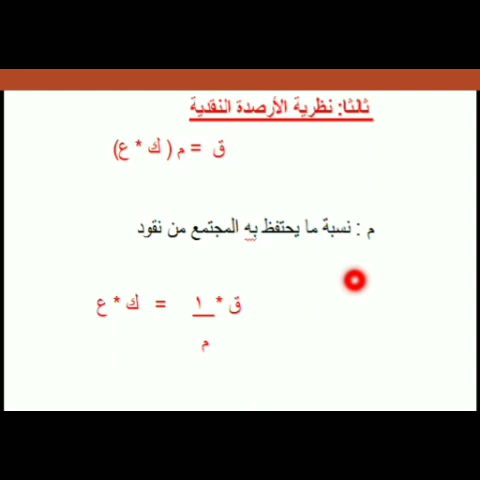 ثالثا: نظرية الأرصدة النقدية
ق = م ( ك * ع)
م : نسبة ما يحتفظ به المجتمع من نقود
ق * ١ = ك * ع
م